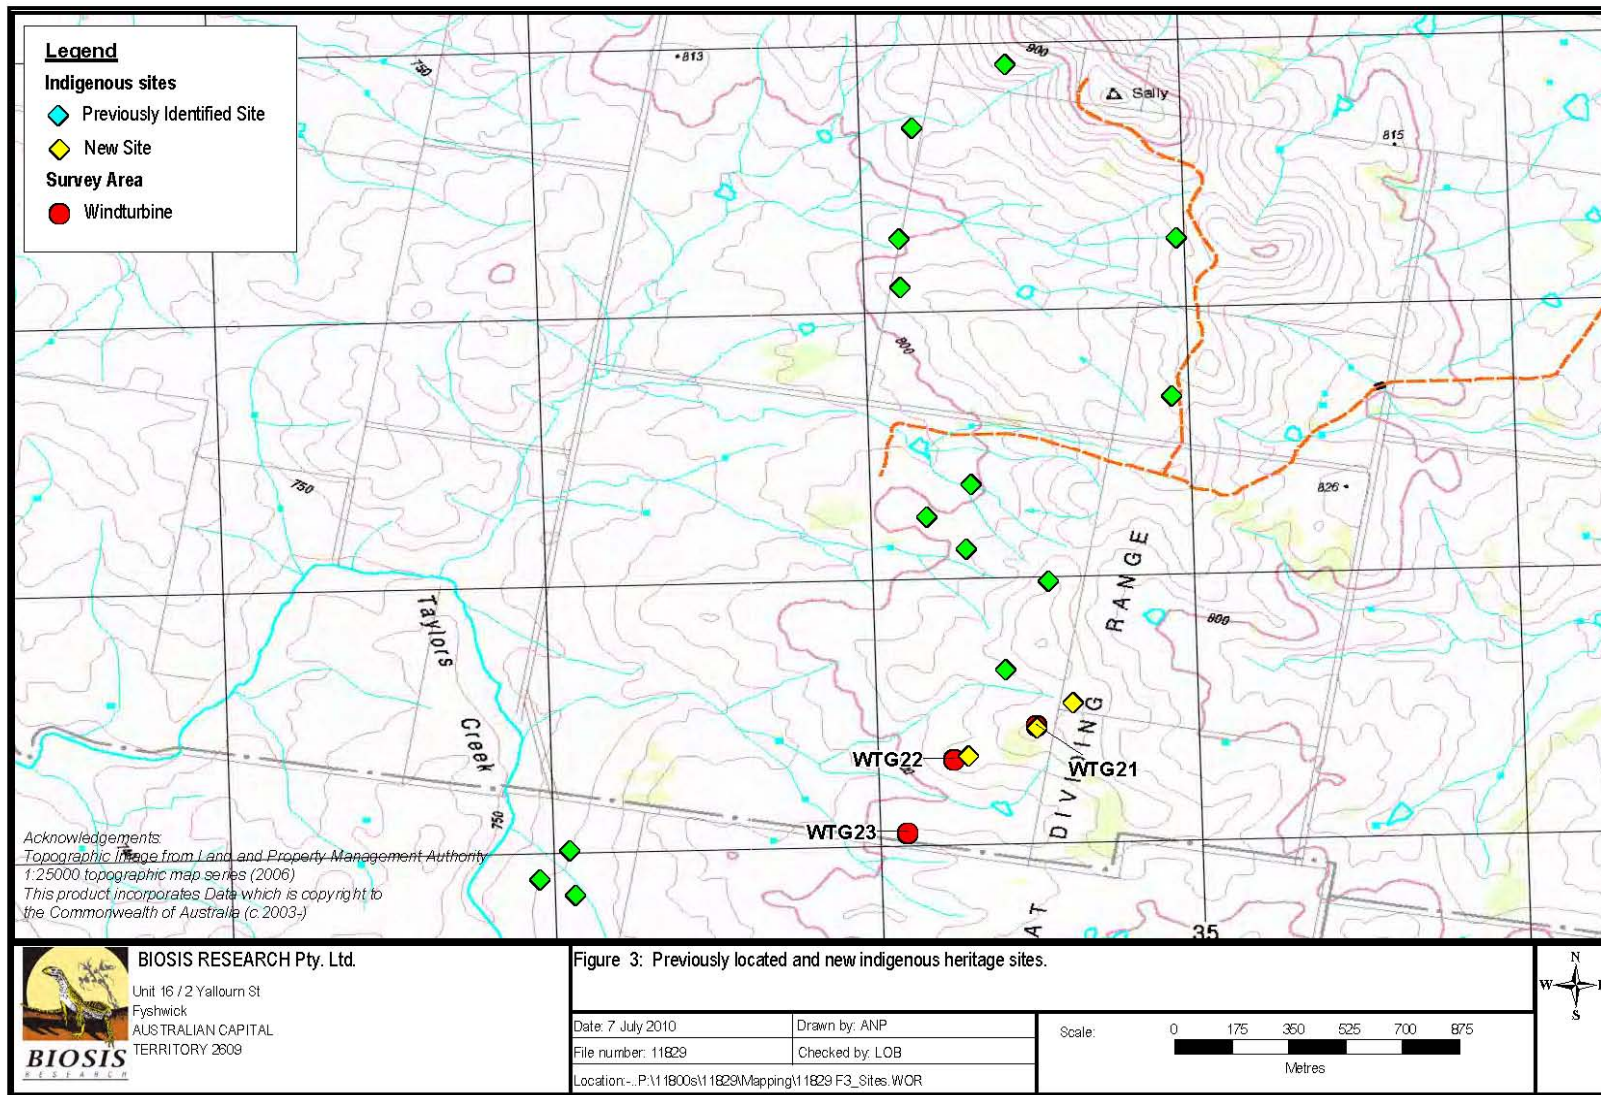 Legend
Indigenous sites
Previously Identified Site
New Site
Survey Area
Windturbine
750
813
900
Sally
815
800
750
826
Taylors
Creek
750
800
DIVIDING RANGE
AT
35
WTG22
WTG21
WTG23
Acknowledgements:
Topographic Image from Land and Property Management Authority
1:25000 topographic map series (2006)
This product incorporates Data which is copyright to
the Commonwealth of Australia (c.2003-)
BIOSIS RESEARCH Pty. Ltd.
Unit 16 / 2 Yallourn St
Fyshwick
AUSTRALIAN CAPITAL
TERRITORY 2609
BIOSIS
RESEARCH
Figure 3: Previously located and new indigenous heritage sites.
Date: 7 July 2010
Drawn by: ANP
File number: 11829
Checked by: LOB
Location:-..P:\11800s\11829\Mapping\11829 F3_Sites.WOR
Scale:
0 175 350 525 700 875
Metres
N
W E
S